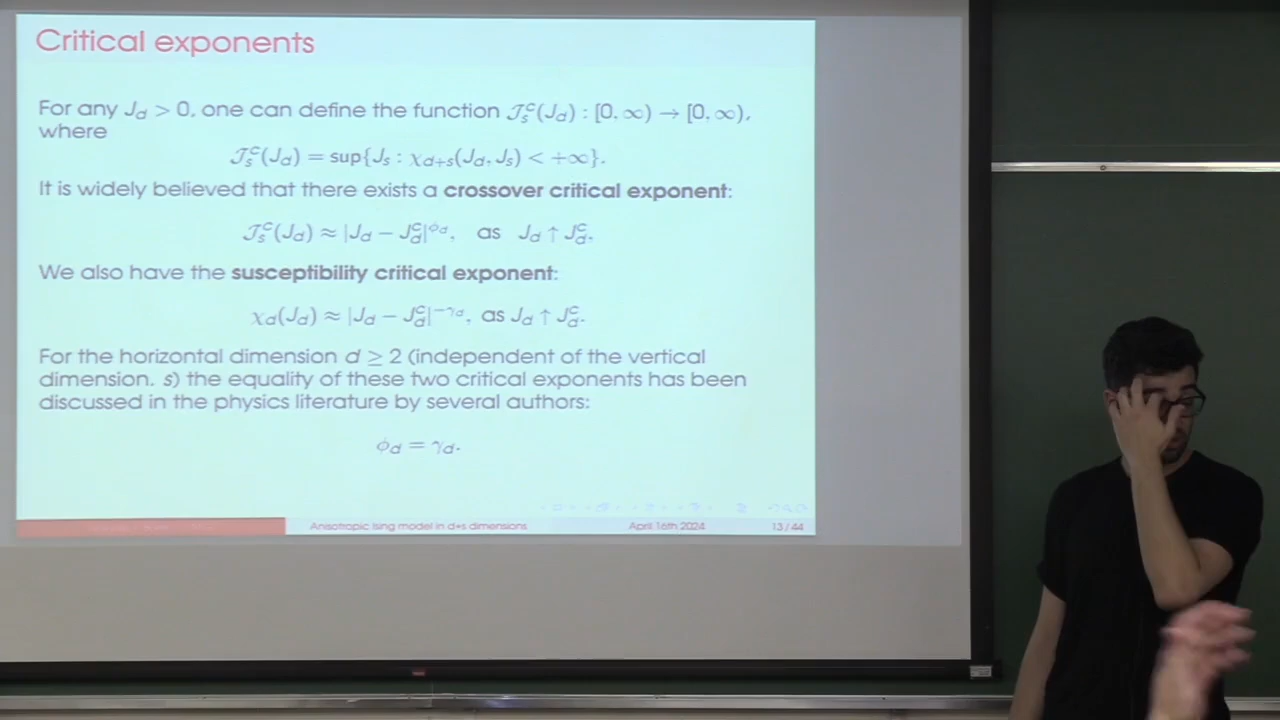 Critical exponents
For any J_d > 0, one can define the function 𝒥_s^c(J_d) : [0, ∞) → [0, ∞),
where
𝒥_s^c(J_d) = sup{J_s : χ_{d+s}(J_d, J_s) < +∞}.
It is widely believed that there exists a crossover critical exponent:
𝒥_s^c(J_d) ≈ |J_d − J_d^c|^{ϕ_d}, as J_d ↑ J_d^c.
We also have the susceptibility critical exponent:
χ_d(J_d) ≈ |J_d − J_d^c|^{−γ_d}, as J_d ↑ J_d^c.
For the horizontal dimension d ≥ 2 (independent of the vertical
dimension. s) the equality of these two critical exponents has been
discussed in the physics literature by several authors:
ϕ_d = γ_d.
Anisotropic Ising model in d+s dimensions April 16th 2024 13 / 44